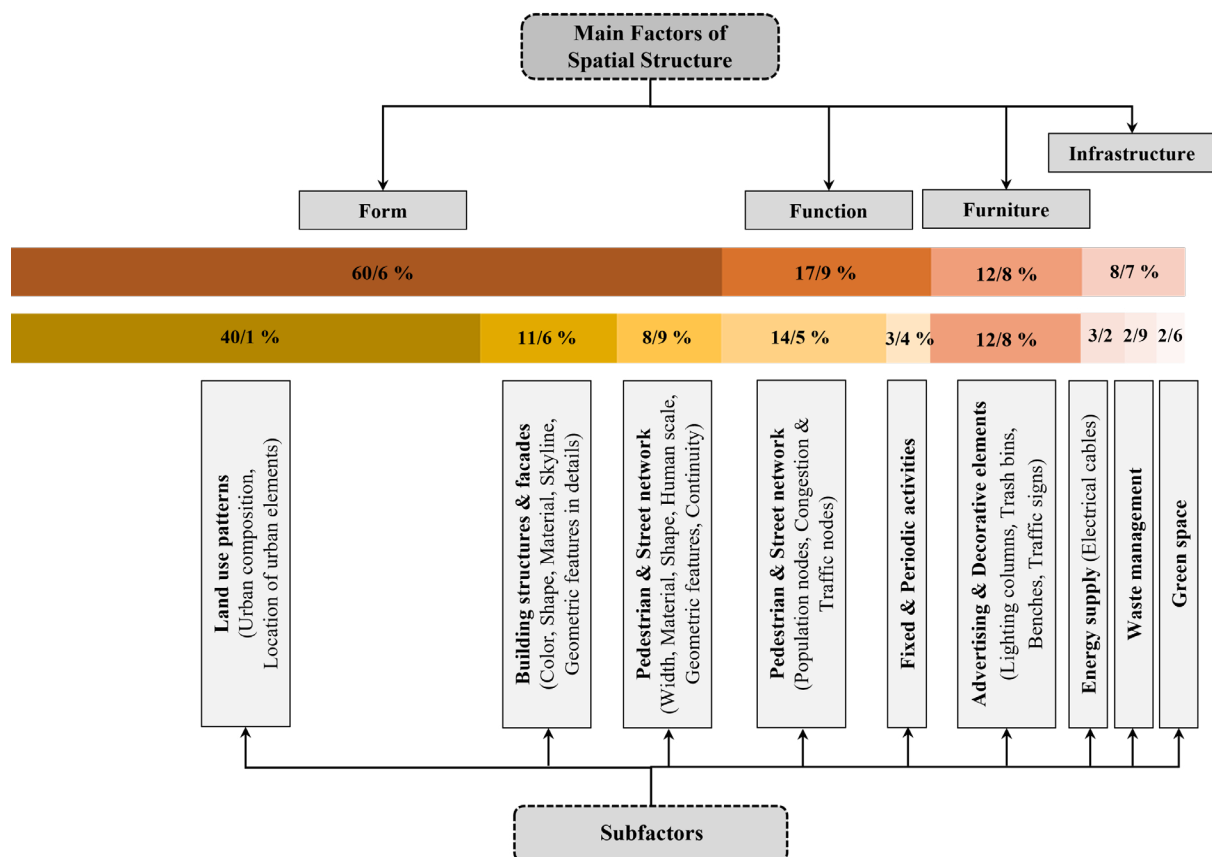 Main Factors of
Spatial Structure
Infrastructure
Form
Function
Furniture
60/6 %
17/9 %
12/8 %
8/7 %
40/1 %
11/6 %
8/9 %
14/5 %
3/4 %
12/8 %
3/2
2/9
2/6
Land use patterns
(Urban composition,
Location of urban elements)
Building structures & facades
(Color, Shape, Material, Skyline,
Geometric features in details)
Pedestrian & Street network
(Width, Material, Shape, Human scale,
Geometric features, Continuity)
Pedestrian & Street network
(Population nodes, Congestion &
Traffic nodes)
Fixed & Periodic activities
Advertising & Decorative elements
(Lighting columns, Trash bins,
Benches, Traffic signs)
Energy supply (Electrical cables)
Waste management
Green space
Subfactors